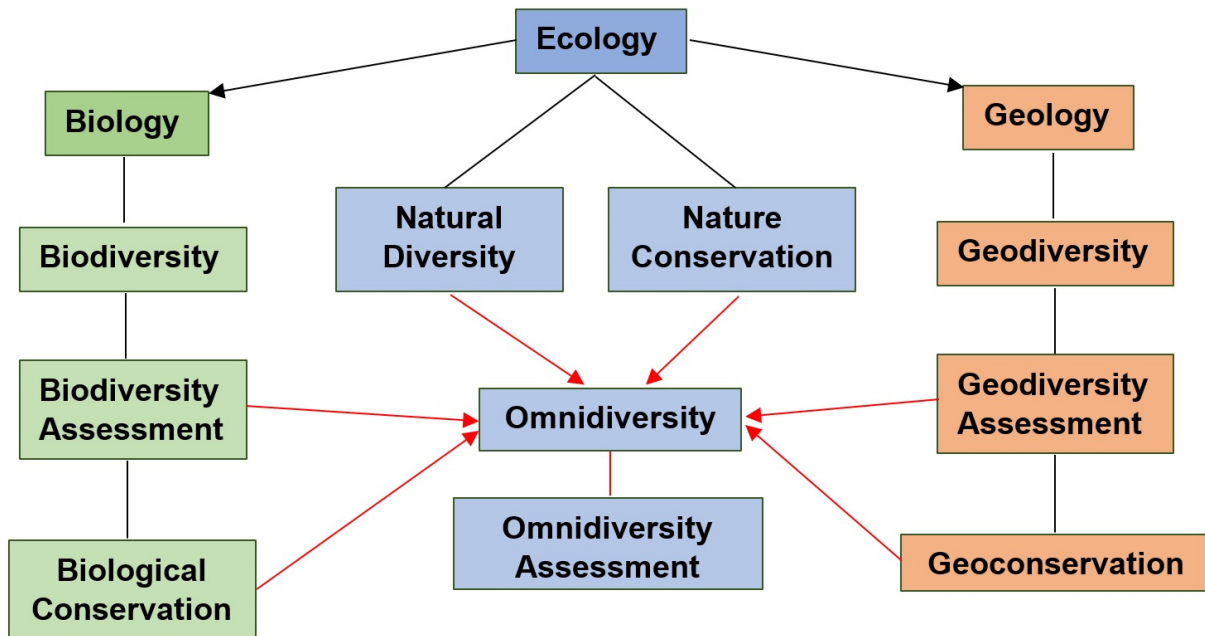 Ecology
Biology
Geology
Natural
Diversity
Nature
Conservation
Biodiversity
Geodiversity
Biodiversity
Assessment
Omnidiversity
Geodiversity
Assessment
Omnidiversity
Assessment
Biological
Conservation
Geoconservation